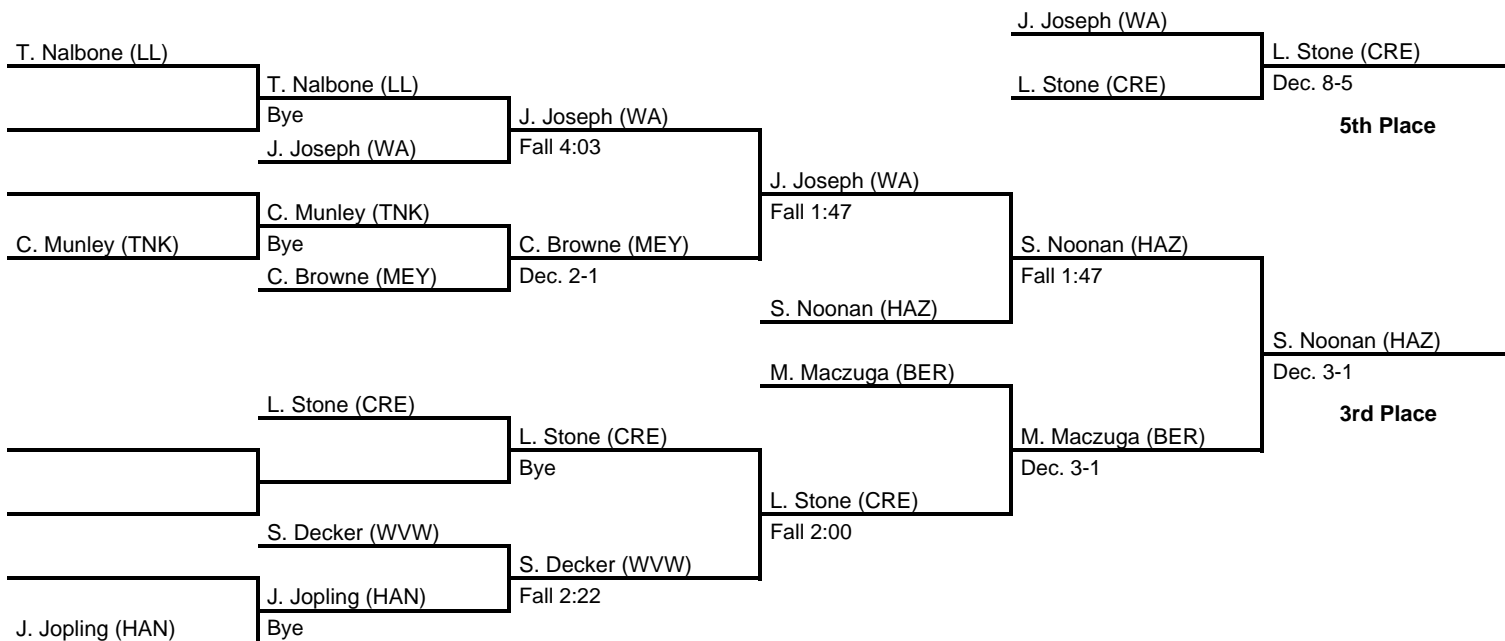 J. Joseph (WA)
T. Nalbone (LL)
L. Stone (CRE)
T. Nalbone (LL)
L. Stone (CRE)
Dec. 8-5
Bye
J. Joseph (WA)
5th Place
J. Joseph (WA)
Fall 4:03
J. Joseph (WA)
C. Munley (TNK)
Fall 1:47
C. Munley (TNK)
Bye
C. Browne (MEY)
S. Noonan (HAZ)
C. Browne (MEY)
Dec. 2-1
Fall 1:47
S. Noonan (HAZ)
S. Noonan (HAZ)
M. Maczuga (BER)
Dec. 3-1
L. Stone (CRE)
3rd Place
L. Stone (CRE)
M. Maczuga (BER)
Bye
Dec. 3-1
L. Stone (CRE)
S. Decker (WVW)
Fall 2:00
S. Decker (WVW)
J. Jopling (HAN)
Fall 2:22
J. Jopling (HAN)
Bye